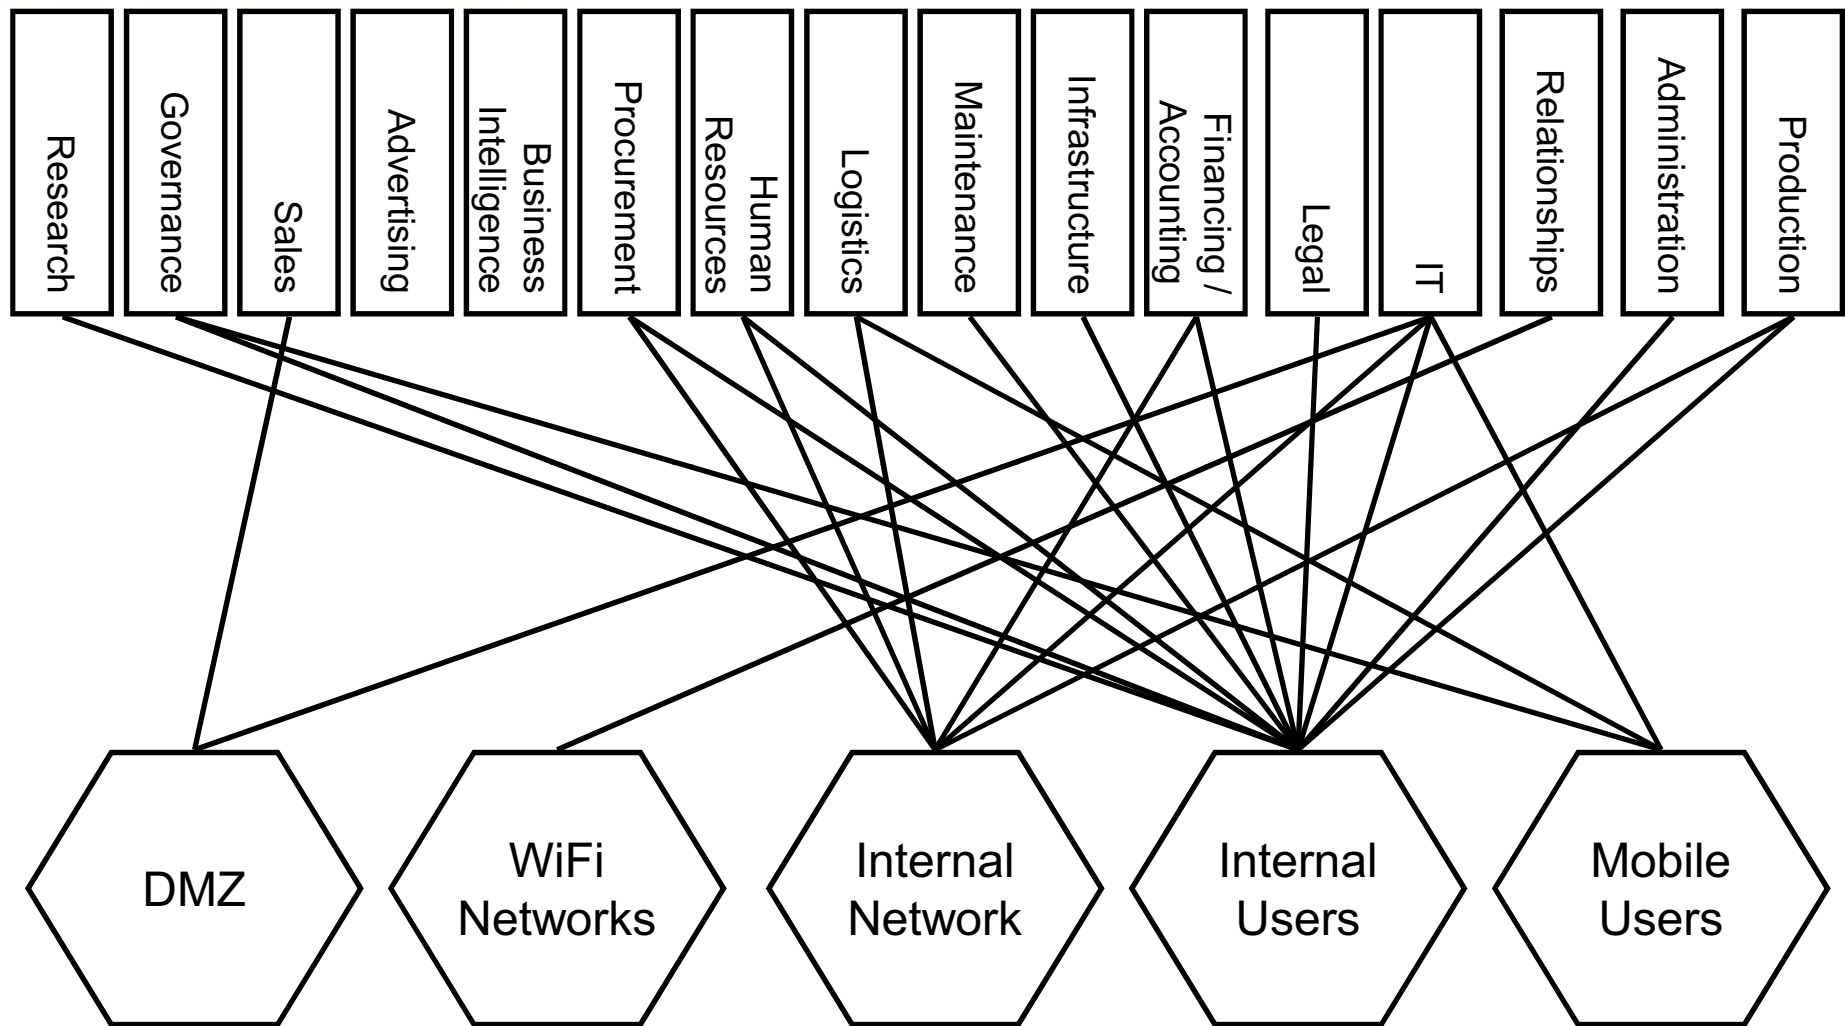 Research
Governance
Sales
Advertising
Business
Intelligence
Procurement
Human
Resources
Logistics
Maintenance
Infrastructure
Financing /
Accounting
Legal
IT
Relationships
Administration
Production
DMZ
WiFi
Networks
Internal
Network
Internal
Users
Mobile
Users